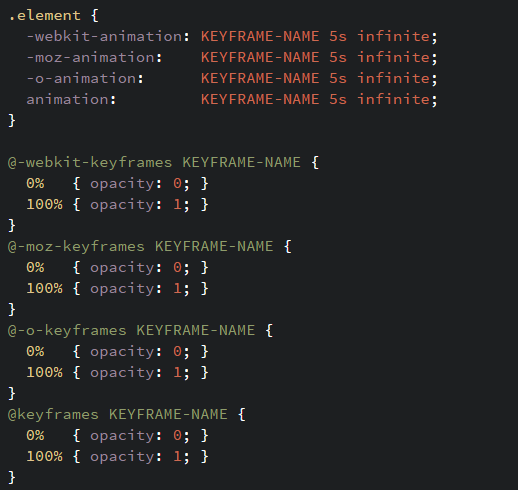 .element {
  -webkit-animation: KEYFRAME-NAME 5s infinite;
  -moz-animation:    KEYFRAME-NAME 5s infinite;
  -o-animation:      KEYFRAME-NAME 5s infinite;
  animation:         KEYFRAME-NAME 5s infinite;
}

@-webkit-keyframes KEYFRAME-NAME {
  0%   { opacity: 0; }
  100% { opacity: 1; }
}
@-moz-keyframes KEYFRAME-NAME {
  0%   { opacity: 0; }
  100% { opacity: 1; }
}
@-o-keyframes KEYFRAME-NAME {
  0%   { opacity: 0; }
  100% { opacity: 1; }
}
@keyframes KEYFRAME-NAME {
  0%   { opacity: 0; }
  100% { opacity: 1; }
}